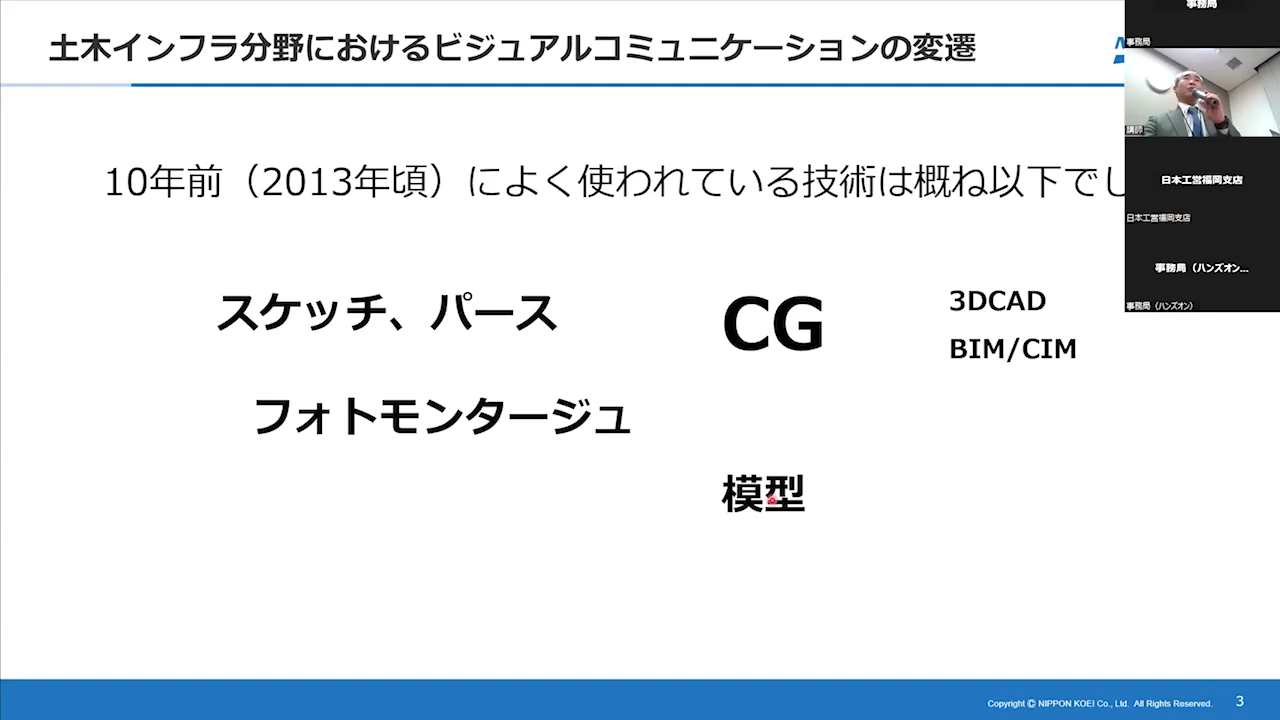 土木インフラ分野におけるビジュアルコミュニケーションの変遷
10年前（2013年頃）によく使われている技術は概ね以下でし
スケッチ、パース
CG
3DCAD
BIM/CIM
フォトモンタージュ
模型
Copyright © NIPPON KOEI Co., Ltd. All Rights Reserved.
3
事務局
事務局
講師
日本工営福岡支店
日本工営福岡支店
事務局（ハンズオン...
事務局（ハンズオン）